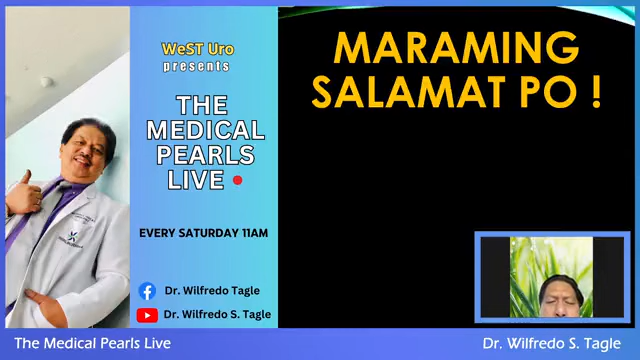 WeST Uro
presents
THE
MEDICAL
PEARLS
LIVE
EVERY SATURDAY 11AM
Dr. Wilfredo Tagle
Dr. Wilfredo S. Tagle
MARAMING
SALAMAT PO !
The Medical Pearls Live
Dr. Wilfredo S. Tagle